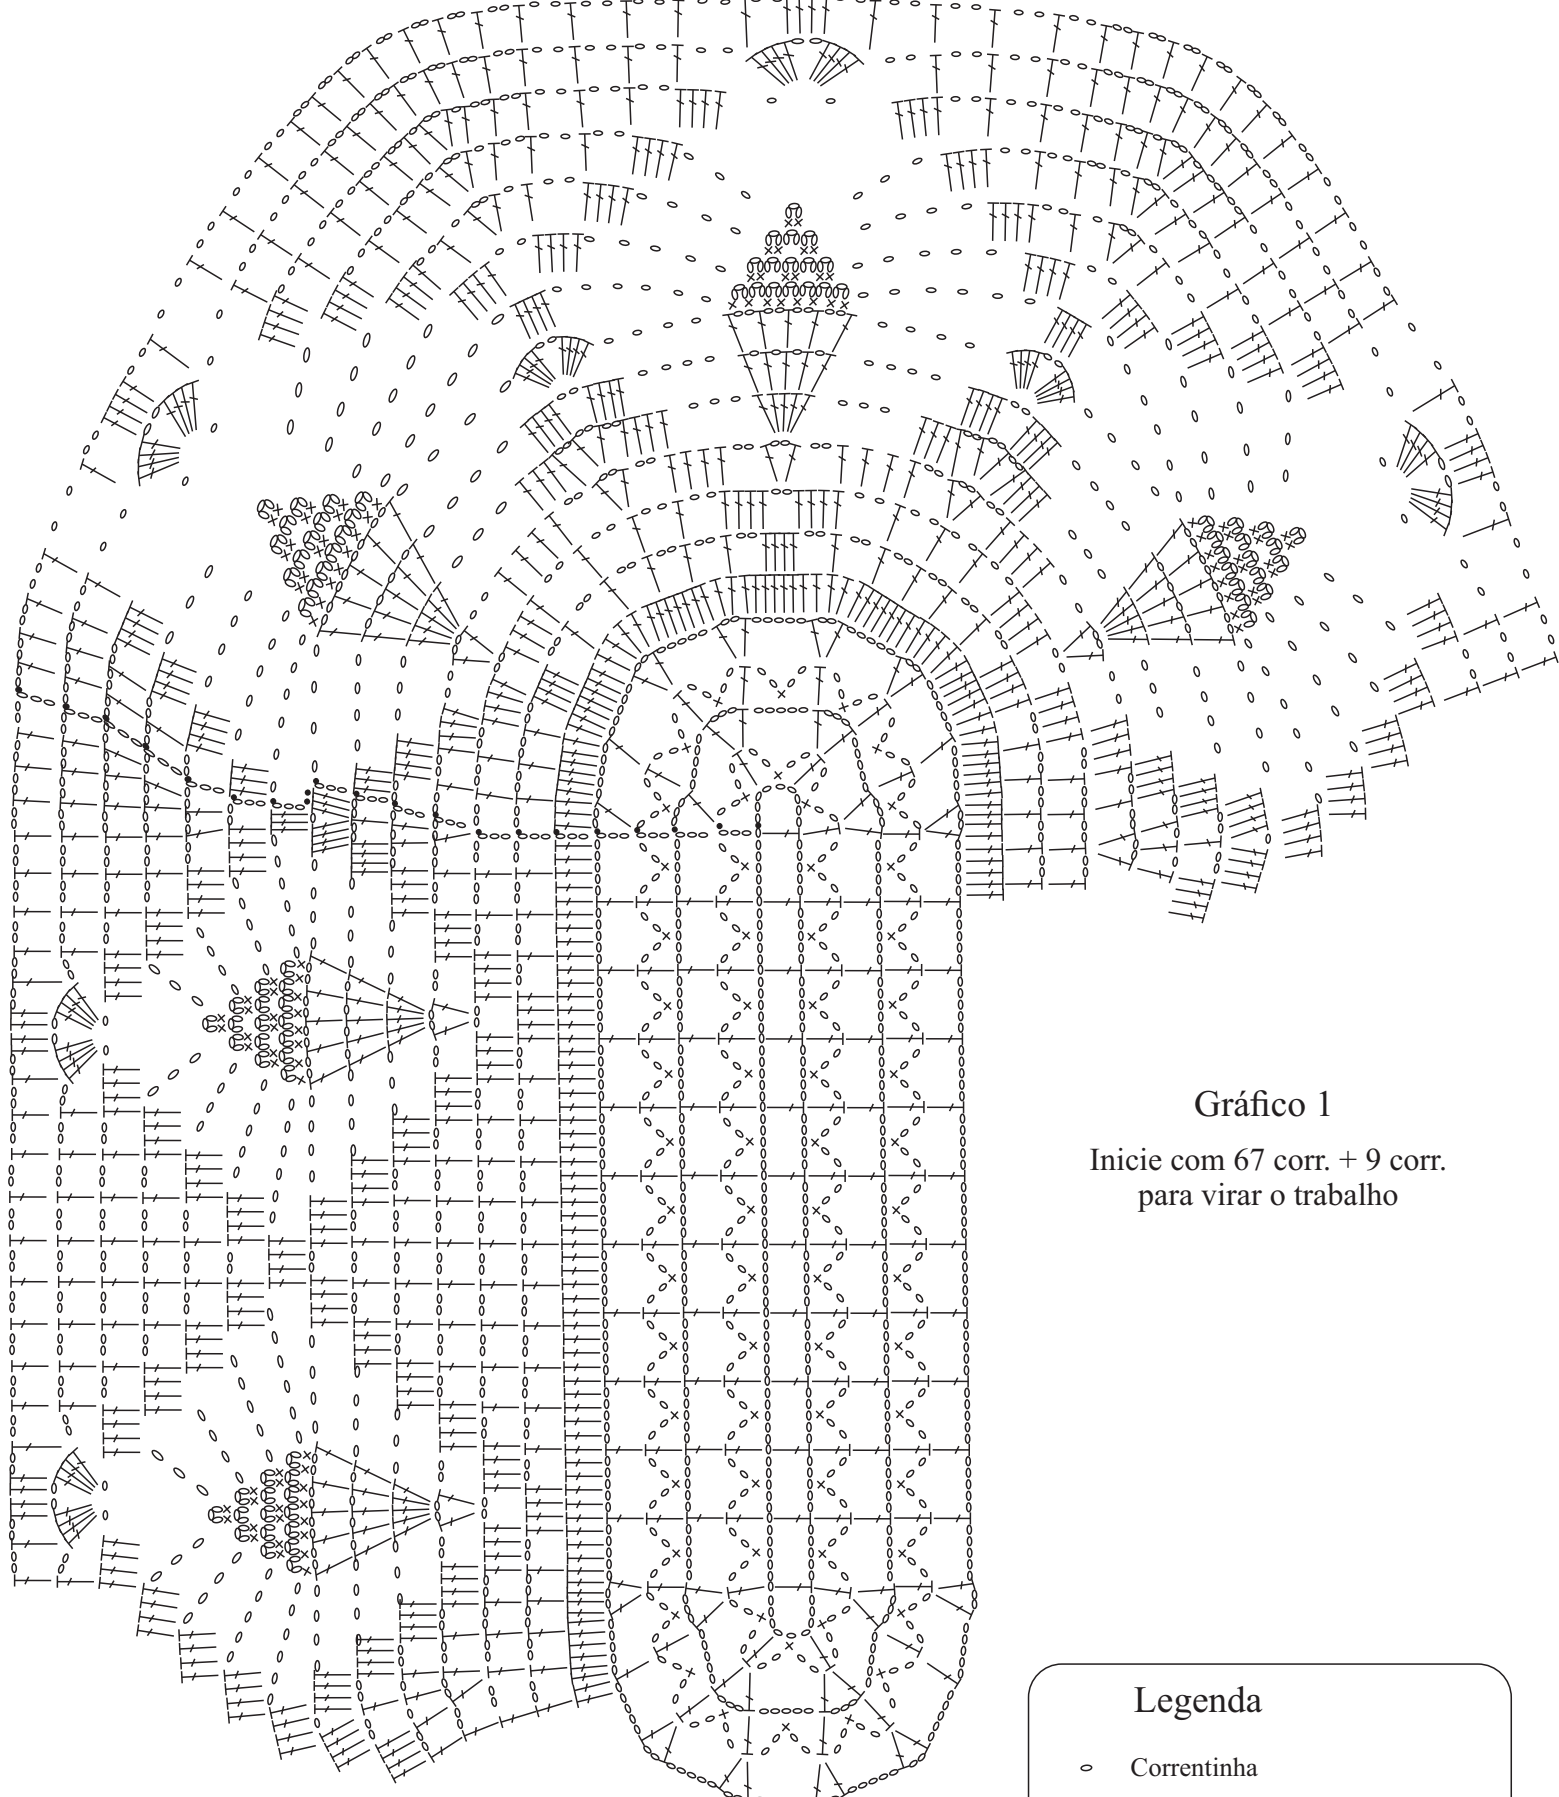 Gráfico 1
Inicie com 67 corr. + 9 corr.
para virar o trabalho
Legenda
Correntinha